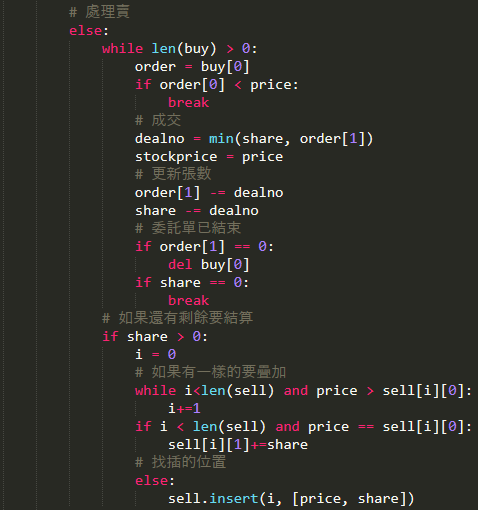 # 處理賣
else:
while len(buy) > 0:
order = buy[0]
if order[0] < price:
break
# 成交
dealno = min(share, order[1])
stockprice = price
# 更新張數
order[1] -= dealno
share -= dealno
# 委託單已結束
if order[1] == 0:
del buy[0]
if share == 0:
break
# 如果還有剩餘要結算
if share > 0:
i = 0
# 如果有一樣的要疊加
while i<len(sell) and price > sell[i][0]:
i+=1
if i < len(sell) and price == sell[i][0]:
sell[i][1]+=share
# 找插的位置
else:
sell.insert(i, [price, share])